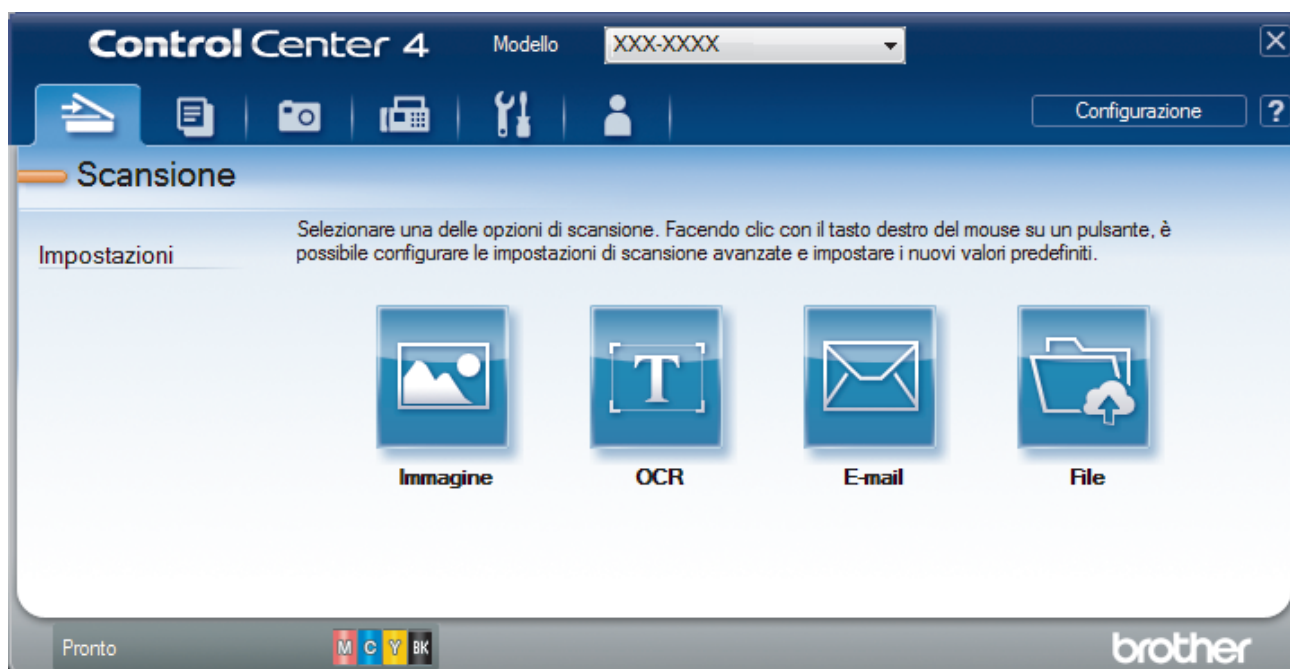 Control Center 4
Modello
XXX-XXXX
Configurazione
?
Scansione
Impostazioni
Selezionare una delle opzioni di scansione. Facendo clic con il tasto destro del mouse su un pulsante, è
possibile configurare le impostazioni di scansione avanzate e impostare i nuovi valori predefiniti.
T
Immagine
OCR
E-mail
File
Pronto
M C Y BK
brother